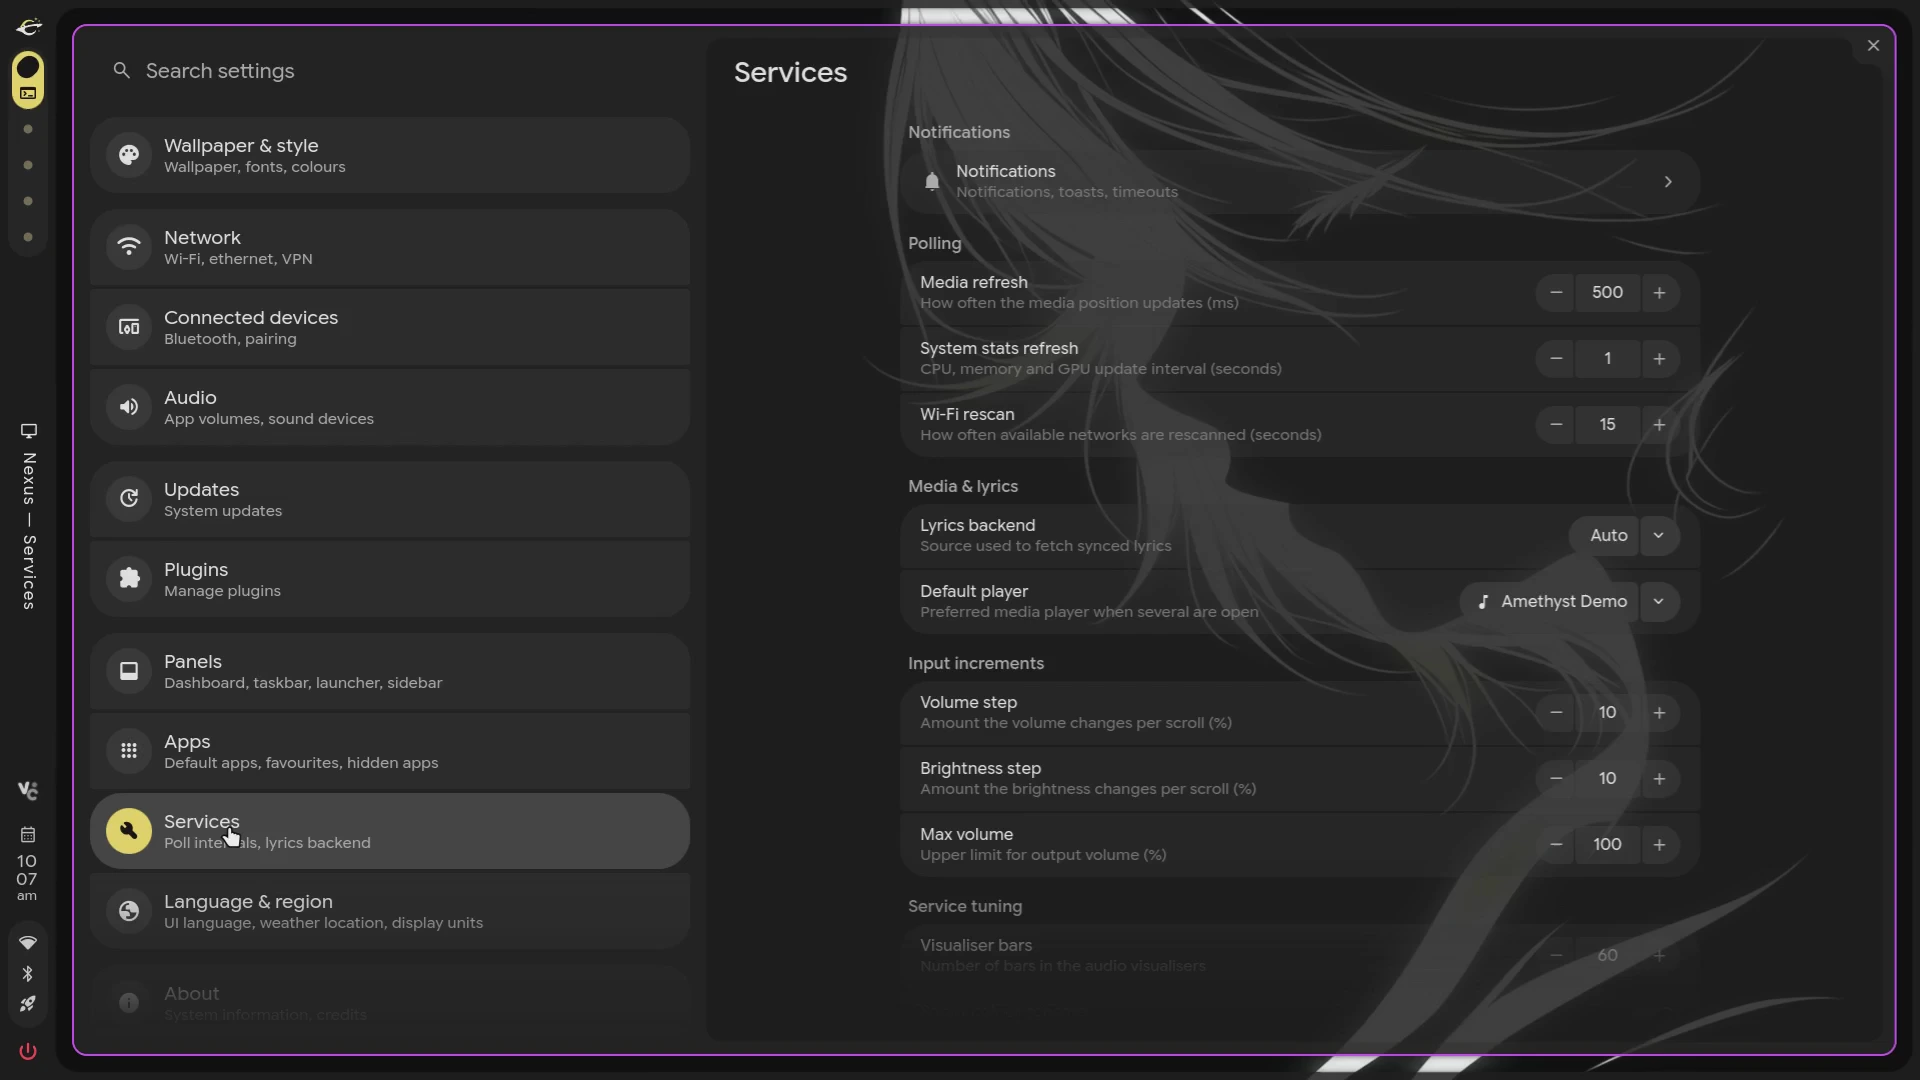 Search settings
Wallpaper & style
Wallpaper, fonts, colours
Network
Wi-Fi, ethernet, VPN
Connected devices
Bluetooth, pairing
Audio
App volumes, sound devices
Updates
System updates
Plugins
Manage plugins
Panels
Dashboard, taskbar, launcher, sidebar
Apps
Default apps, favourites, hidden apps
Services
Poll intervals, lyrics backend
Language & region
UI language, weather location, display units
About
System information, credits
Nexus — Services
10
07
am
Services
Notifications
Notifications
Notifications, toasts, timeouts
Polling
Media refresh
How often the media position updates (ms)
500
System stats refresh
CPU, memory and GPU update interval (seconds)
1
Wi-Fi rescan
How often available networks are rescanned (seconds)
15
Media & lyrics
Lyrics backend
Source used to fetch synced lyrics
Auto
Default player
Preferred media player when several are open
Amethyst Demo
Input increments
Volume step
Amount the volume changes per scroll (%)
10
Brightness step
Amount the brightness changes per scroll (%)
10
Max volume
Upper limit for output volume (%)
100
Service tuning
Visualiser bars
Number of bars in the audio visualisers
60